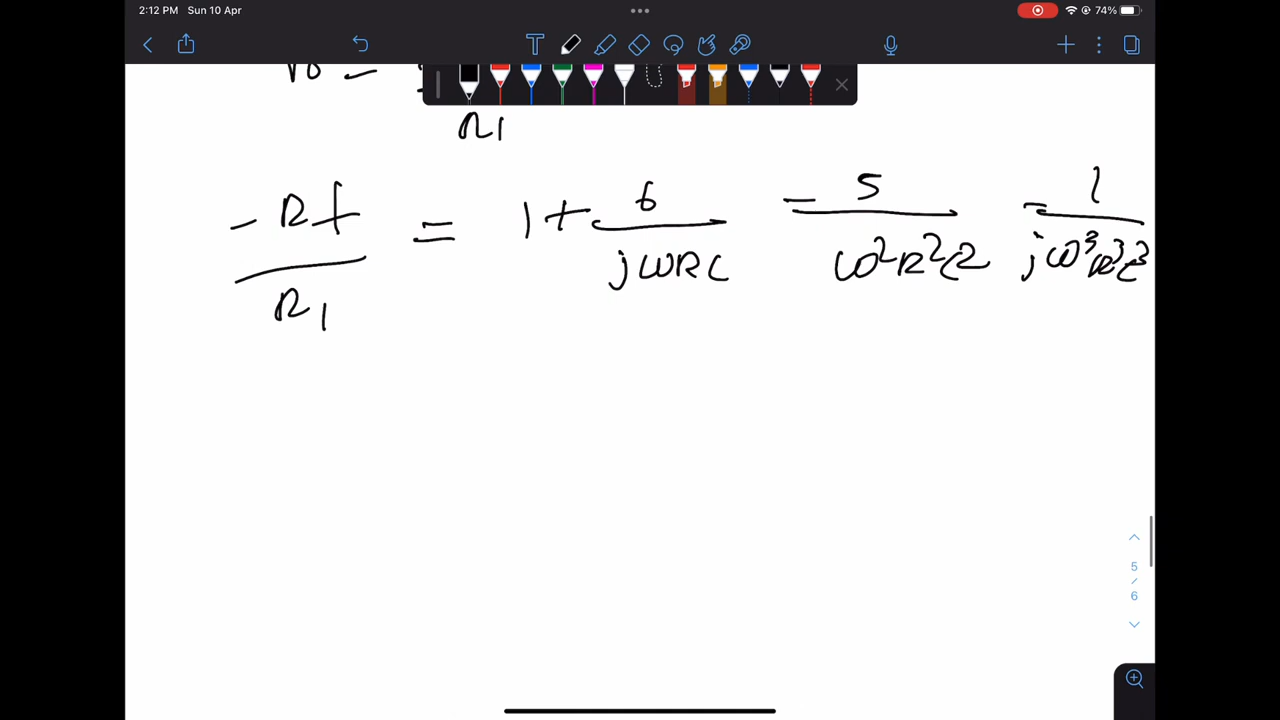 2:12 PM Sun 10 Apr
74%
T
Vo =
R1
-Rf/R1 = 1 + 6/jωRC = 5/ω²R²C² = 1/jω³R³C³
5
/
6